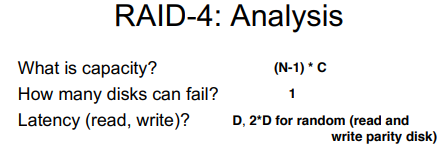 RAID-4: Analysis
What is capacity? (N-1) * C
How many disks can fail? 1
Latency (read, write)? D, 2*D for random (read and
write parity disk)